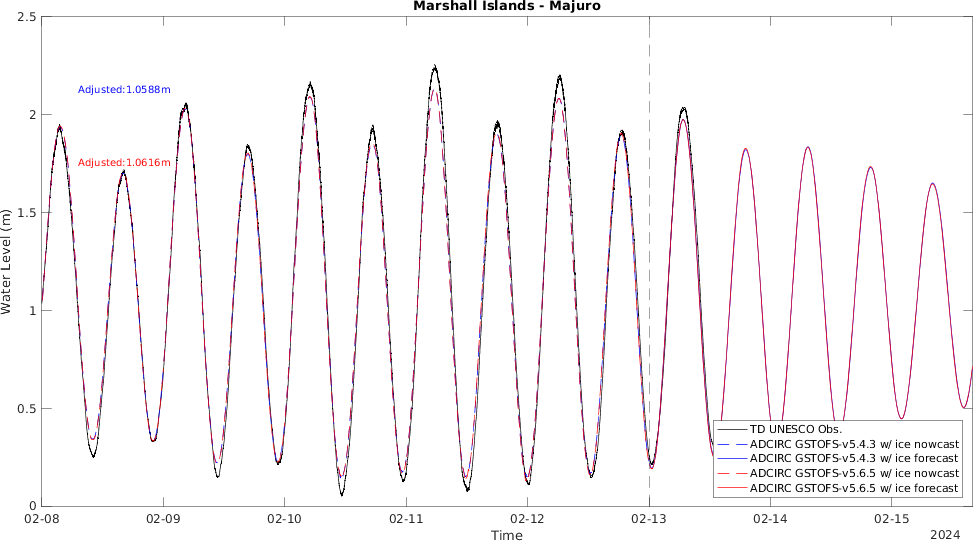 Marshall Islands - Majuro
2.5
2
1.5
1
0.5
0
Water Level (m)
Adjusted:1.0588m
Adjusted:1.0616m
TD UNESCO Obs.
ADCIRC GSTOFS-v5.4.3 w/ ice nowcast
ADCIRC GSTOFS-v5.4.3 w/ ice forecast
ADCIRC GSTOFS-v5.6.5 w/ ice nowcast
ADCIRC GSTOFS-v5.6.5 w/ ice forecast
02-08 02-09 02-10 02-11 02-12 02-13 02-14 02-15
Time
2024